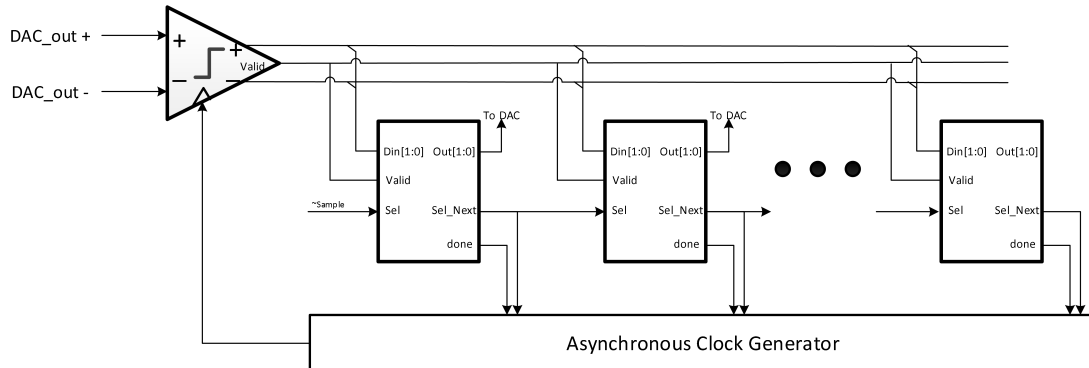 DAC_out +
DAC_out -
+
+
Valid
−
−
To DAC
To DAC
Din[1:0] Out[1:0]
Valid
Sel Sel_Next
done
Din[1:0] Out[1:0]
Valid
Sel Sel_Next
done
Din[1:0] Out[1:0]
Valid
Sel Sel_Next
done
~Sample
Asynchronous Clock Generator